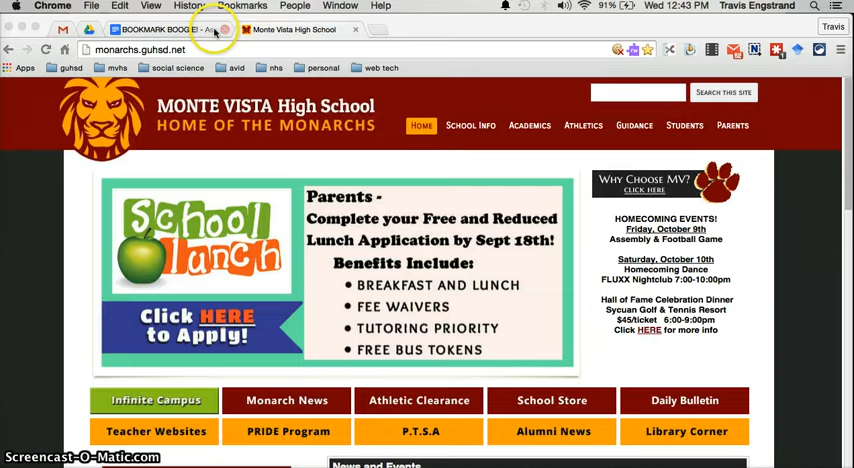 Chrome File Edit View History Bookmarks People Window Help 91% Wed 12:43 PM Travis Engstrand
BOOKMARK BOOGIE! - As Monte Vista High School Travis
monarchs.guhsd.net
Apps guhsd mvhs social science avid nhs personal web tech
MONTE VISTA High School
HOME OF THE MONARCHS
SEARCH THIS SITE
HOME SCHOOL INFO ACADEMICS ATHLETICS GUIDANCE STUDENTS PARENTS
School lunch
Click HERE to Apply!
Parents -
Complete your Free and Reduced
Lunch Application by Sept 18th!
Benefits Include:
• BREAKFAST AND LUNCH
• FEE WAIVERS
• TUTORING PRIORITY
• FREE BUS TOKENS
WHY CHOOSE MV?
CLICK HERE
HOMECOMING EVENTS!
Friday, October 9th
Assembly & Football Game
Saturday, October 10th
Homecoming Dance
FLUXX Nightclub 7:00-10:00pm
Hall of Fame Celebration Dinner
Sycuan Golf & Tennis Resort
$45/ticket 6:00-9:00pm
Click HERE for more info
Infinite Campus Monarch News Athletic Clearance School Store Daily Bulletin
Teacher Websites PRIDE Program P.T.S.A Alumni News Library Corner
News and Events
Screencast-O-Matic.com